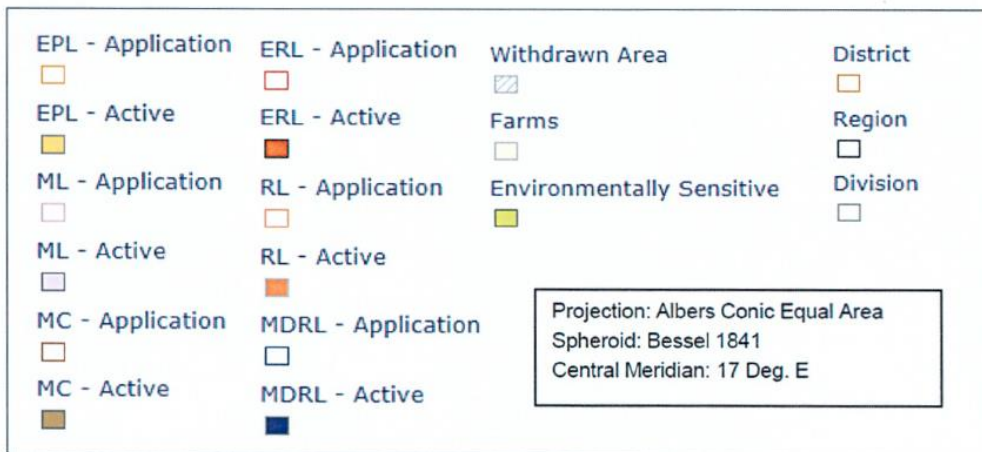 EPL - Application
EPL - Active
ML - Application
ML - Active
MC - Application
MC - Active
ERL - Application
ERL - Active
RL - Application
RL - Active
MDRL - Application
MDRL - Active
Withdrawn Area
Farms
Environmentally Sensitive
District
Region
Division
Projection: Albers Conic Equal Area
Spheroid: Bessel 1841
Central Meridian: 17 Deg. E